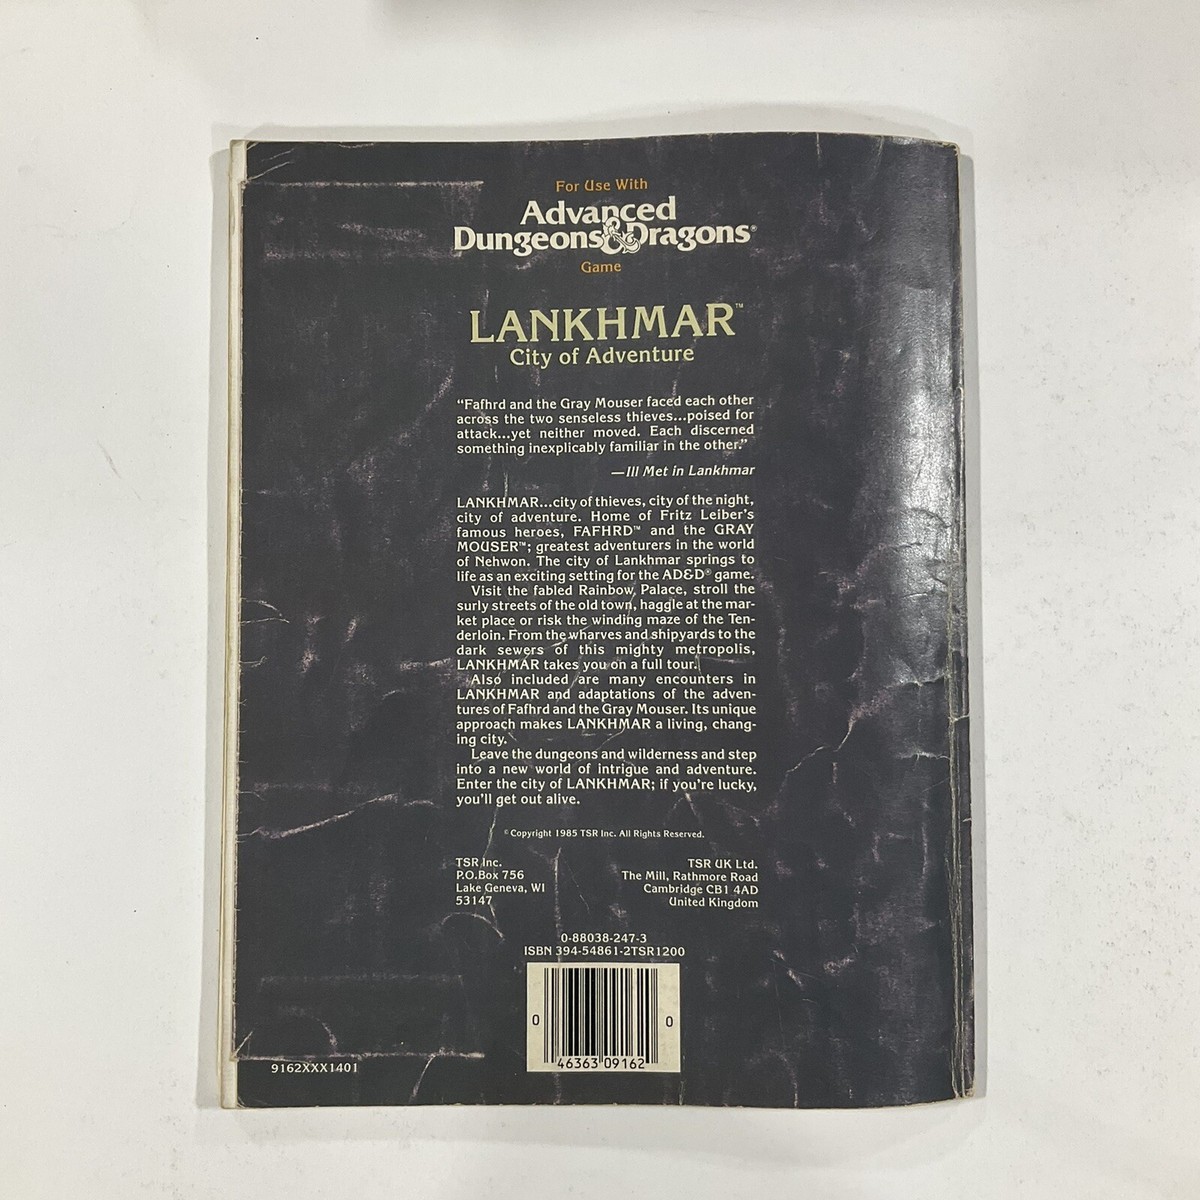 For Use With
Advanced
Dungeons & Dragons®
Game
LANKHMAR™
City of Adventure
“Fafhrd and the Gray Mouser faced each other
across the two senseless thieves...poised for
attack...yet neither moved. Each discerned
something inexplicably familiar in the other.”
—Ill Met in Lankhmar
LANKHMAR...city of thieves, city of the night,
city of adventure. Home of Fritz Leiber's
famous heroes, FAFHRD™ and the GRAY
MOUSER™; greatest adventurers in the world
of Nehwon. The city of Lankhmar springs to
life as an exciting setting for the AD&D® game.
Visit the fabled Rainbow Palace, stroll the
surly streets of the old town, haggle at the mar-
ket place or risk the winding maze of the Ten-
derloin. From the wharves and shipyards to the
dark sewers of this mighty metropolis,
LANKHMAR takes you on a full tour.
Also included are many encounters in
LANKHMAR and adaptations of the adven-
tures of Fafhrd and the Gray Mouser. Its unique
approach makes LANKHMAR a living, chang-
ing city.
Leave the dungeons and wilderness and step
into a new world of intrigue and adventure.
Enter the city of LANKHMAR; if you're lucky,
you'll get out alive.
© Copyright 1985 TSR Inc. All Rights Reserved.
TSR Inc.
P.O.Box 756
Lake Geneva, WI
53147
TSR UK Ltd.
The Mill, Rathmore Road
Cambridge CB1 4AD
United Kingdom
0-88038-247-3
ISBN 394-54861-2TSR1200
0 46363 09162 0
9162XXX1401